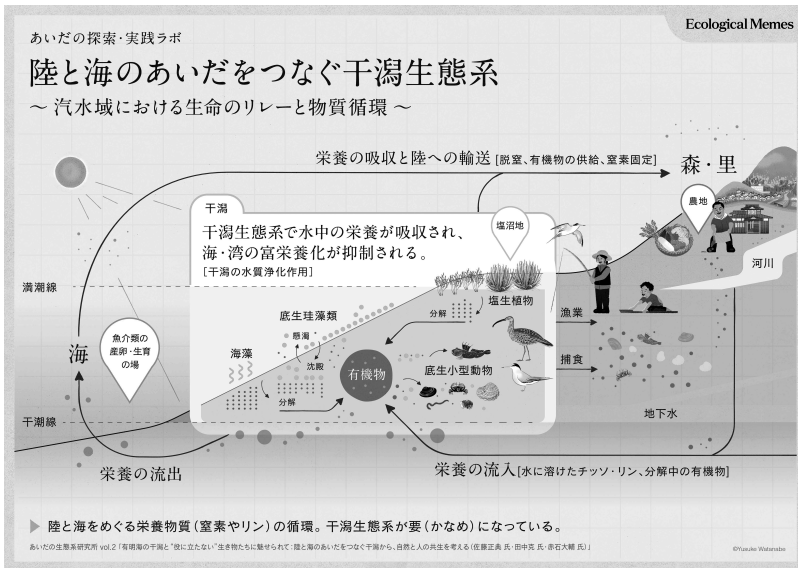 Ecological Memes
あいだの探索・実践ラボ
陸と海のあいだをつなぐ干潟生態系
〜 汽水域における生命のリレーと物質循環 〜
栄養の吸収と陸への輸送 [脱窒、有機物の供給、窒素固定]
森・里
農地
干潟
干潟生態系で水中の栄養が吸収され、
海・湾の富栄養化が抑制される。
[干潟の水質浄化作用]
塩沼地
河川
満潮線
塩生植物
底生珪藻類
分解
漁業
懸濁
海
魚介類の
産卵・生育
の場
海藻
沈殿
有機物
底生小型動物
捕食
分解
地下水
干潮線
栄養の流出
栄養の流入 [水に溶けたチッソ・リン、分解中の有機物]
▶ 陸と海をめぐる栄養物質（窒素やリン）の循環。干潟生態系が要（かなめ）になっている。
あいだの生態系研究所 vol.2「有明海の干潟と“役に立たない”生き物たちに魅せられて：陸と海のあいだをつなぐ干潟から、自然と人の共生を考える（佐藤正典 氏・田中克 氏・赤石大輔 氏）」
©Yusuke Watanabe